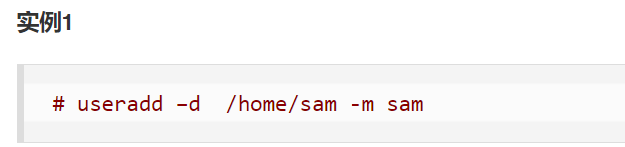 实例1
# useradd –d  /home/sam -m sam